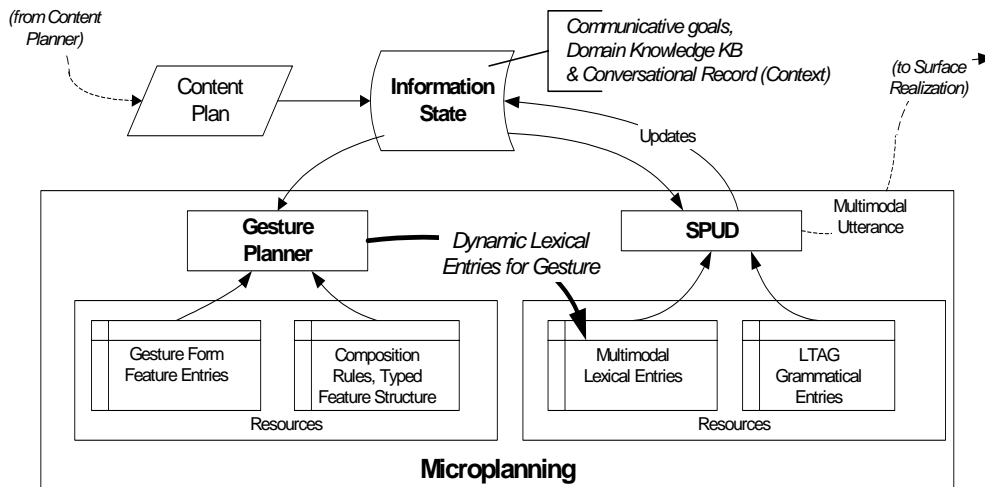 (from Content
Planner)
Content
Plan
Information
State
Communicative goals,
Domain Knowledge KB
& Conversational Record (Context)
(to Surface
Realization)
Updates
Gesture
Planner
Dynamic Lexical
Entries for Gesture
SPUD
Multimodal
Utterance
Gesture Form
Feature Entries
Composition
Rules, Typed
Feature Structure
Resources
Multimodal
Lexical Entries
LTAG
Grammatical
Entries
Resources
Microplanning